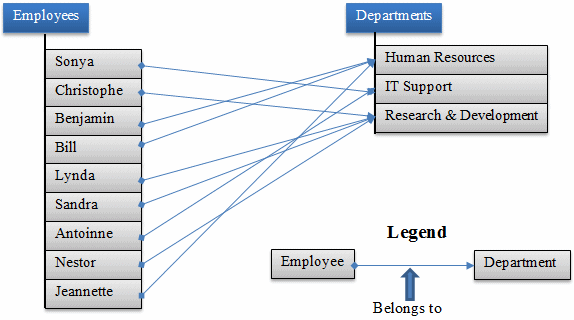 Employees
Departments
Sonya
Christophe
Benjamin
Bill
Lynda
Sandra
Antoinne
Nestor
Jeannette
Human Resources
IT Support
Research & Development
Legend
Employee
Department
Belongs to